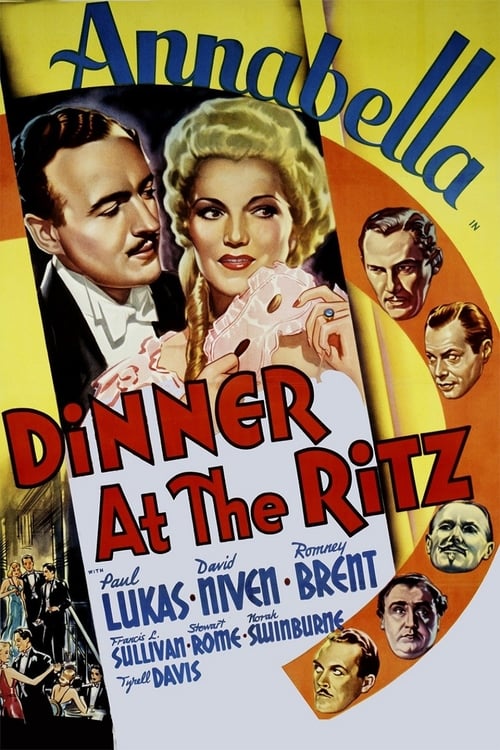 Annabella
IN
DINNER
AT THE RITZ
WITH
Paul LUKAS · David NIVEN · Romney BRENT
Francis L. SULLIVAN · Stewart ROME · Norah SWINBURNE
Tyrell DAVIS